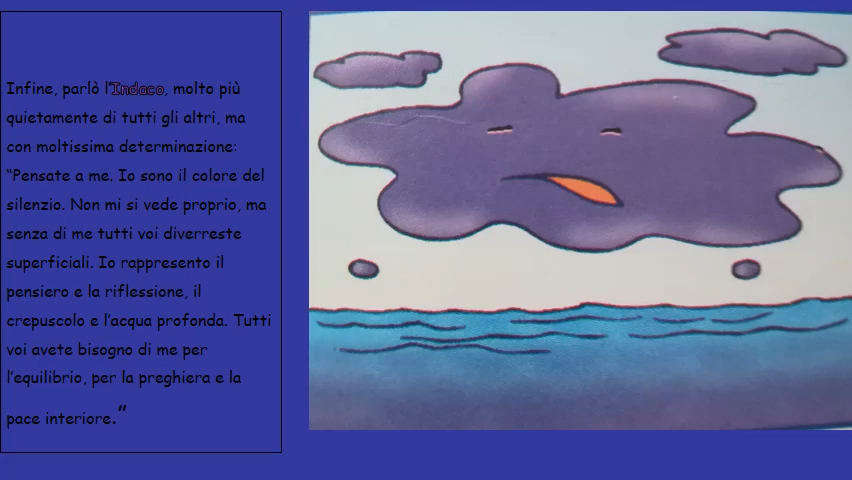 Infine, parlò l'Indaco, molto più
quietamente di tutti gli altri, ma
con moltissima determinazione:
“Pensate a me. Io sono il colore del
silenzio. Non mi si vede proprio, ma
senza di me tutti voi diverreste
superficiali. Io rappresento il
pensiero e la riflessione, il
crepuscolo e l’acqua profonda. Tutti
voi avete bisogno di me per
l’equilibrio, per la preghiera e la
pace interiore.”